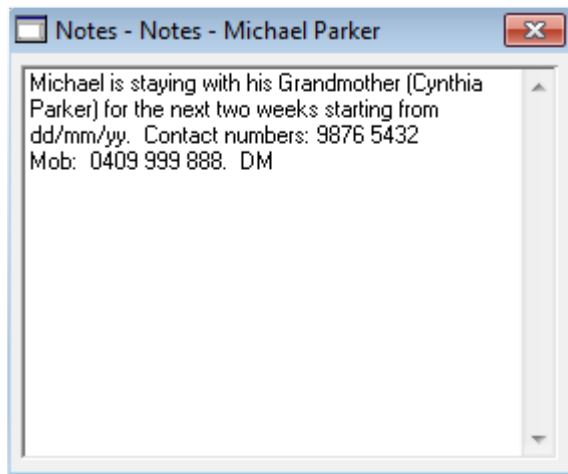 Notes - Notes - Michael Parker
Michael is staying with his Grandmother (Cynthia
Parker) for the next two weeks starting from
dd/mm/yy.  Contact numbers: 9876 5432
Mob:  0409 999 888.  DM